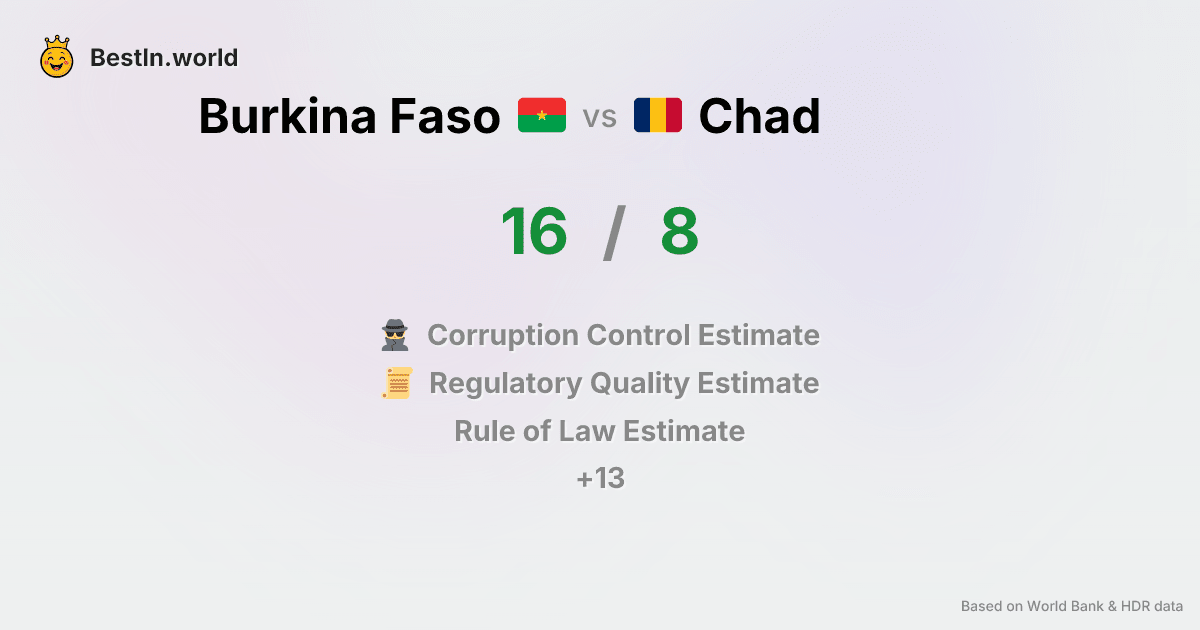 BestIn.world
Burkina Faso vs Chad
16 / 8
Corruption Control Estimate
Regulatory Quality Estimate
Rule of Law Estimate
+13
Based on World Bank & HDR data